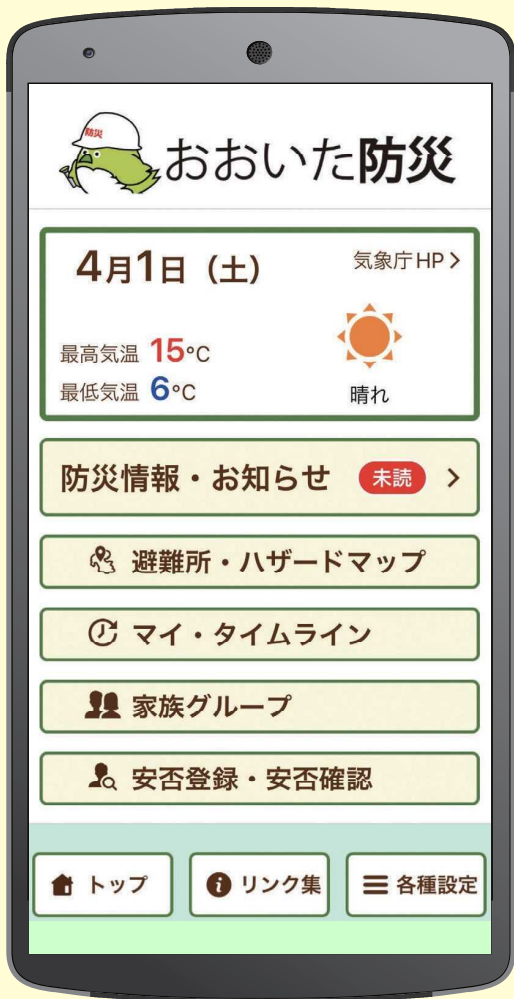 防災
おおいた防災
4月1日（土）
気象庁HP
最高気温 15°C
最低気温 6°C
晴れ
防災情報・お知らせ 未読
避難所・ハザードマップ
マイ・タイムライン
家族グループ
安否登録・安否確認
トップ リンク集 各種設定